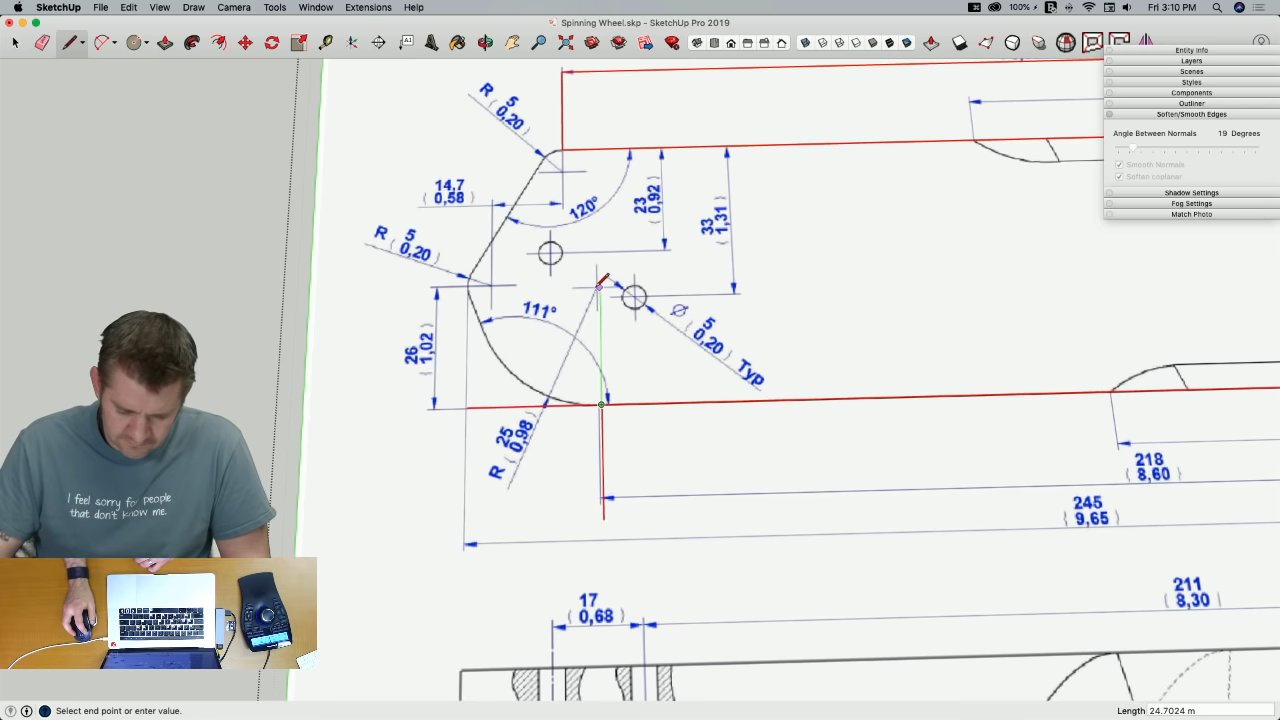 SketchUp File Edit View Draw Camera Tools Window Extensions Help
100% Fri 3:10 PM
Spinning Wheel.skp - SketchUp Pro 2019
Entity Info
Layers
Scenes
Styles
Components
Outliner
Soften/Smooth Edges
Angle Between Normals 19 Degrees
Smooth Normals
Soften coplanar
Shadow Settings
Fog Settings
Match Photo
R 5
( 0,20 )
14,7
( 0,58 )
120°
23
( 0,92 )
33
( 1,31 )
R 5
( 0,20 )
111°
26
( 1,02 )
Ø 5
( 0,20 ) Typ
R 25
( 0,98 )
218
( 8,60 )
245
( 9,65 )
17
( 0,68 )
211
( 8,30 )
I feel sorry for people
that don't know me.
Select end point or enter value.
Length 24.7024 m